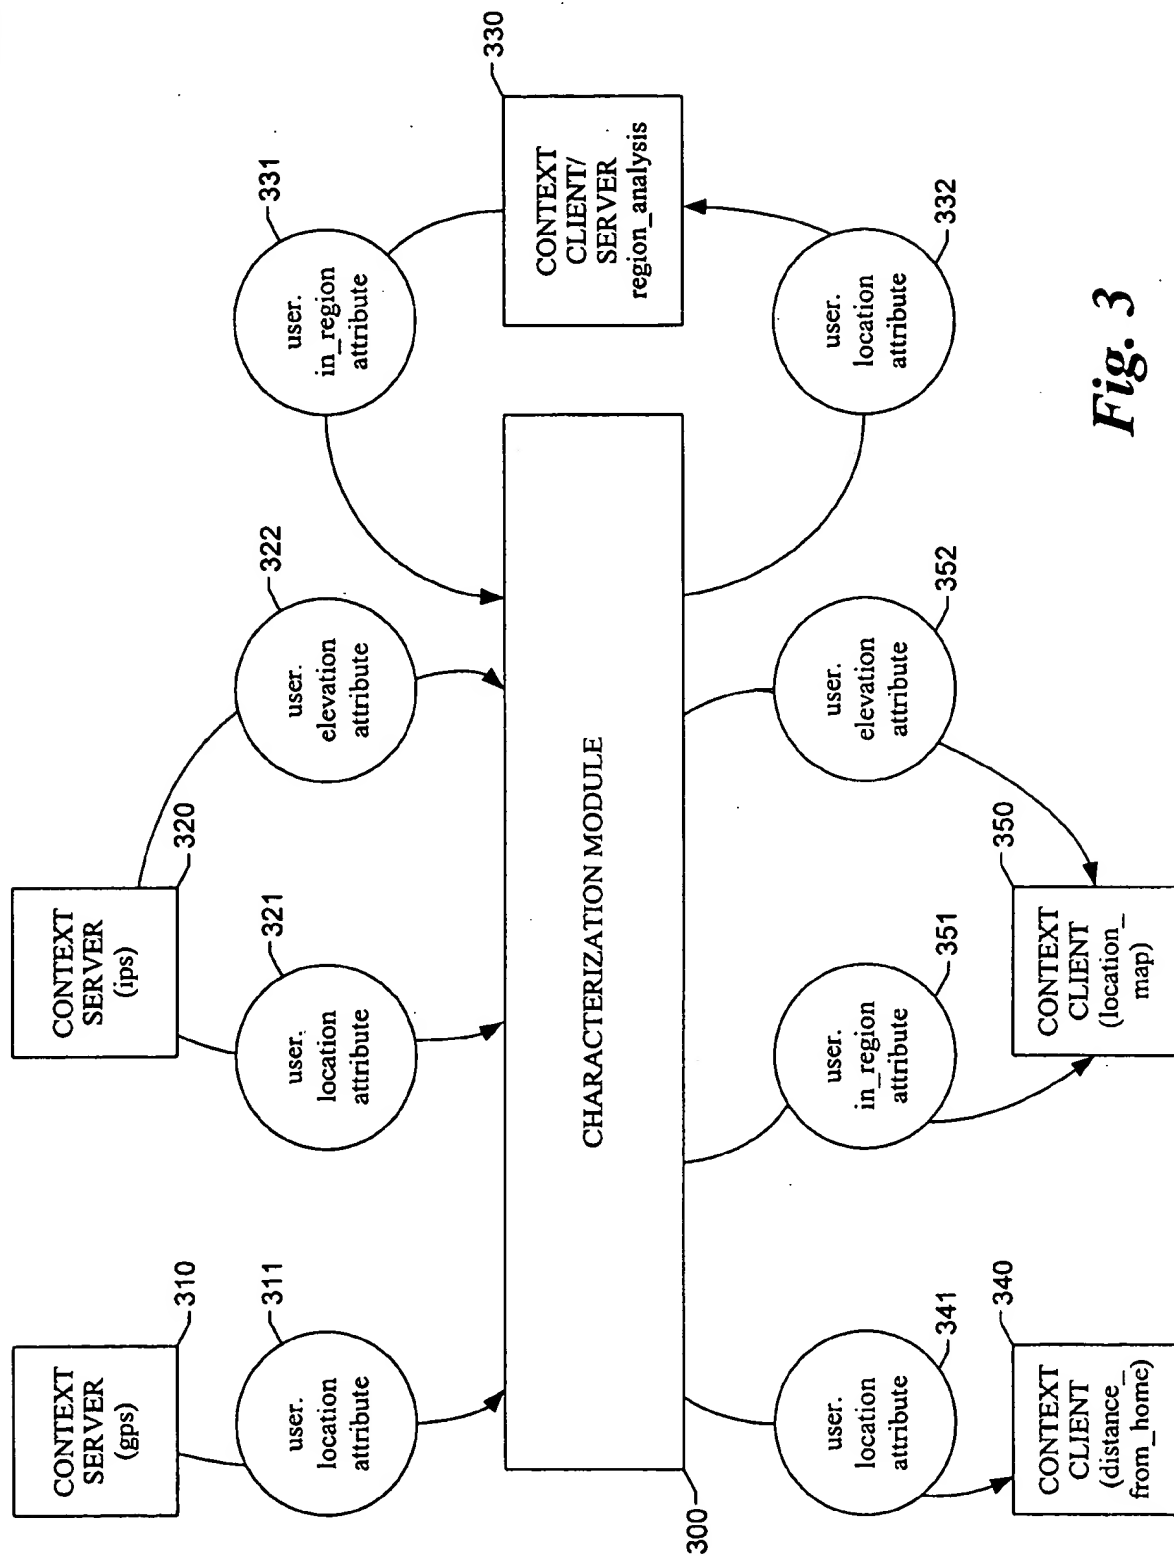 310
CONTEXT
SERVER
(gps)
311
user.
location
attribute
320
CONTEXT
SERVER
(ips)
321
user.
location
attribute
322
user.
elevation
attribute
331
user.
in_region
attribute
330
CONTEXT
CLIENT/
SERVER
region_analysis
CHARACTERIZATION MODULE
300
user.
location
attribute
341
340
CONTEXT
CLIENT
(distance_
from_home)
user.
in_region
attribute
351
350
CONTEXT
CLIENT
(location_
map)
user.
elevation
attribute
352
user.
location
attribute
332
Fig. 3